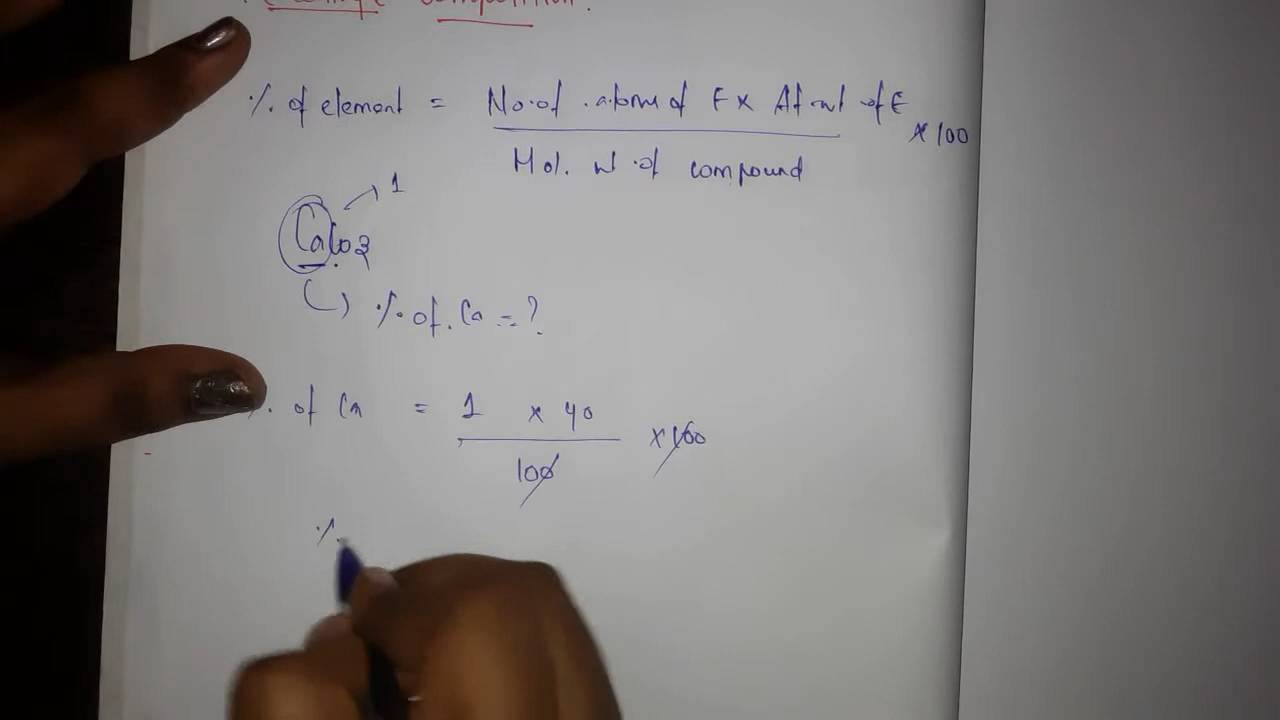 composition.
% of element = No. of .atoms of E x At wt of E x 100
Mol. W of compound
1
CaCO3
% of . Ca = ?
. of Ca = 1 x 40 x 100
100
%